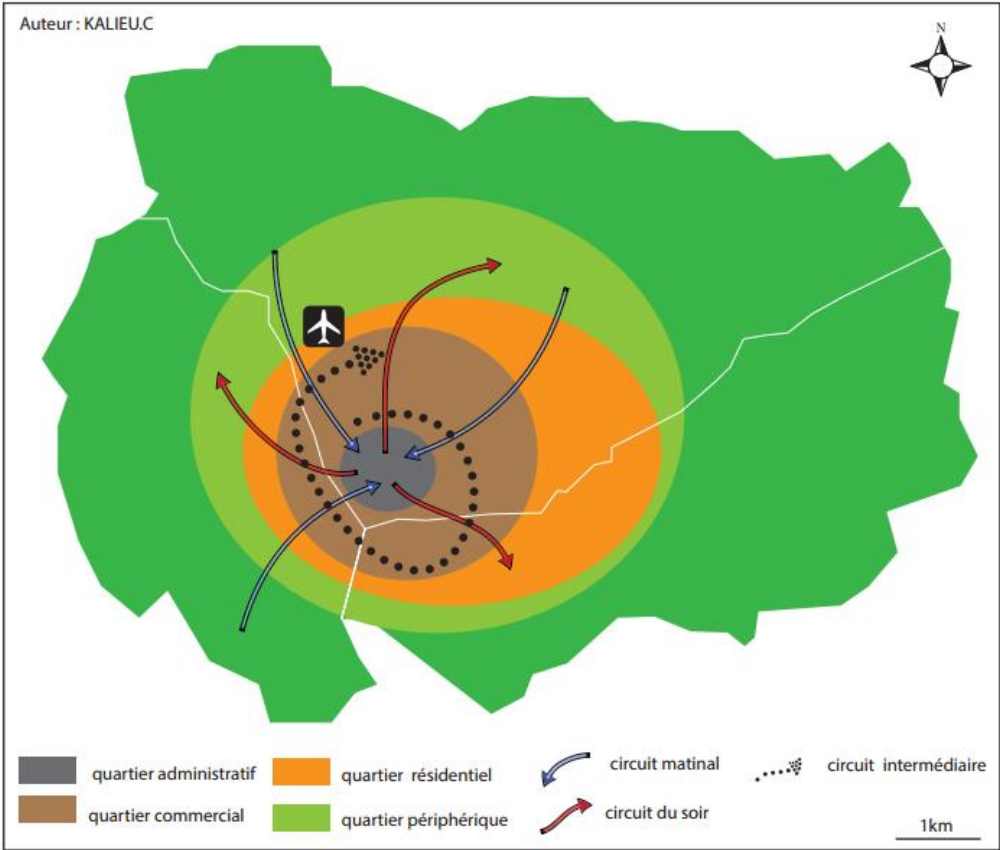 Auteur : KALIEU.C
N
quartier administratif
quartier résidentiel
circuit matinal
circuit intermédiaire
quartier commercial
quartier périphérique
circuit du soir
1km